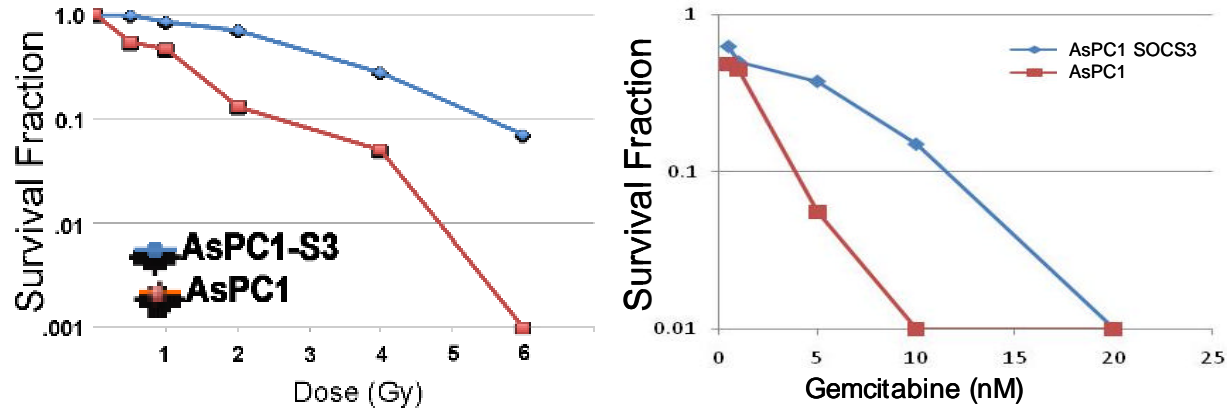 Survival Fraction
1.0
0.1
.01
.001
AsPC1-S3
AsPC1
1 2 3 4 5 6
Dose (Gy)
Survival Fraction
1
0.1
0.01
AsPC1 SOCS3
AsPC1
0 5 10 15 20 25
Gemcitabine (nM)